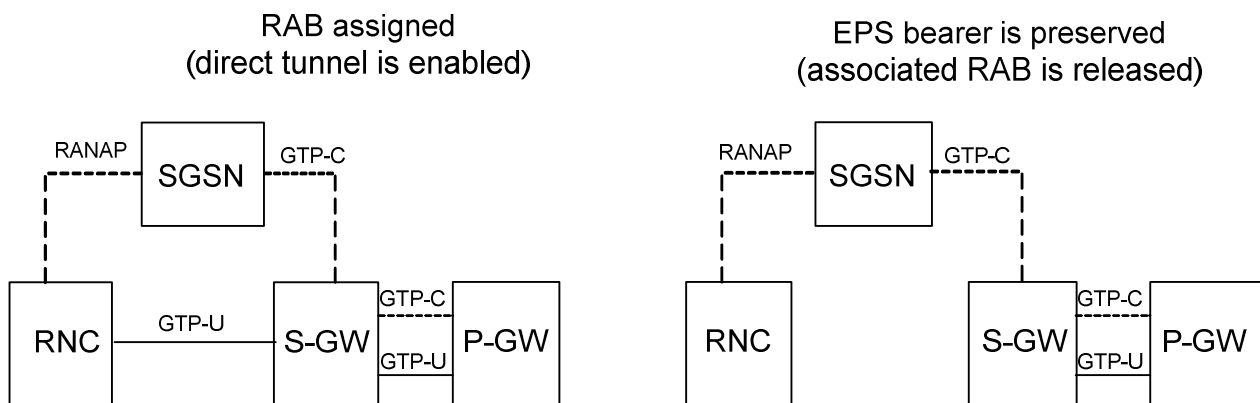 RAB assigned
(direct tunnel is enabled)
RANAP
SGSN
GTP-C
RNC
GTP-U
S-GW
GTP-C
GTP-U
P-GW
EPS bearer is preserved
(associated RAB is released)
RANAP
SGSN
GTP-C
RNC
S-GW
GTP-C
GTP-U
P-GW